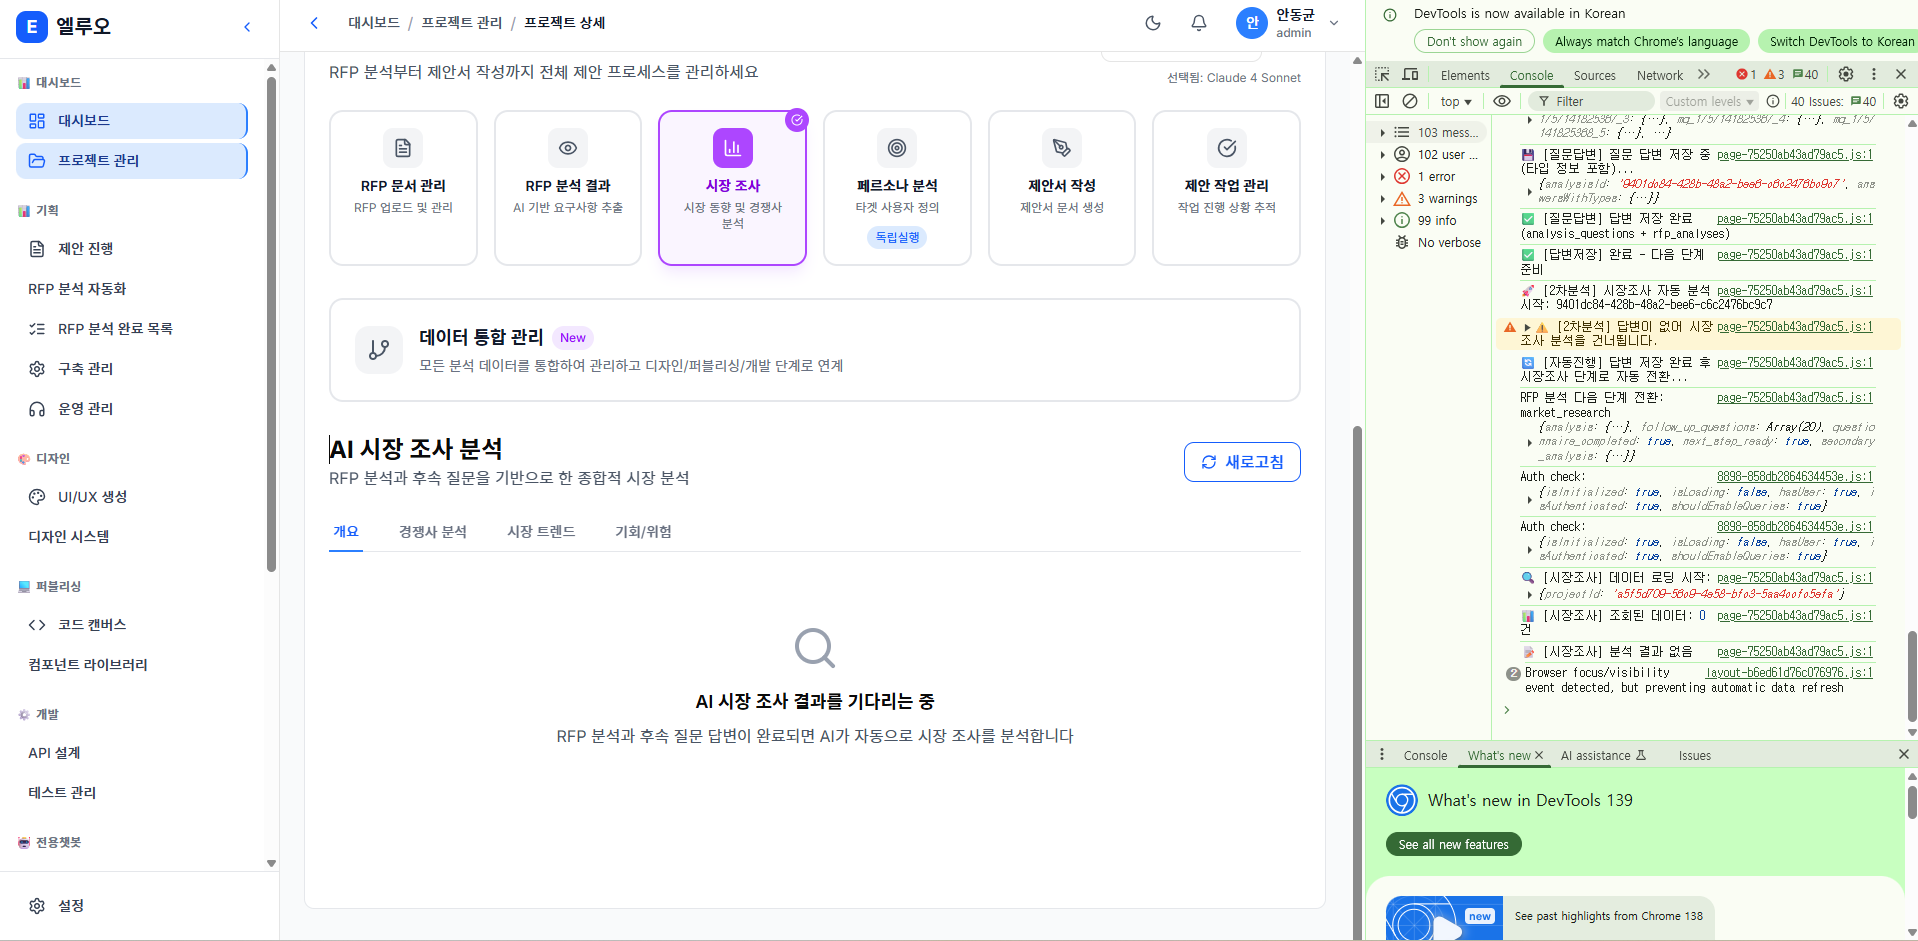 E 엘루오
대시보드 / 프로젝트 관리 / 프로젝트 상세
안 안동균
admin
대시보드
대시보드
프로젝트 관리
기획
제안 진행
RFP 분석 자동화
RFP 분석 완료 목록
구축 관리
운영 관리
디자인
UI/UX 생성
디자인 시스템
퍼블리싱
코드 캔버스
컴포넌트 라이브러리
개발
API 설계
테스트 관리
전용챗봇
설정
RFP 분석부터 제안서 작성까지 전체 제안 프로세스를 관리하세요
선택됨: Claude 4 Sonnet
RFP 문서 관리
RFP 업로드 및 관리
RFP 분석 결과
AI 기반 요구사항 추출
시장 조사
시장 동향 및 경쟁사
분석
페르소나 분석
타겟 사용자 정의
독립실행
제안서 작성
제안서 문서 생성
제안 작업 관리
작업 진행 상황 추적
데이터 통합 관리 New
모든 분석 데이터를 통합하여 관리하고 디자인/퍼블리싱/개발 단계로 연계
AI 시장 조사 분석
RFP 분석과 후속 질문을 기반으로 한 종합적 시장 분석
새로고침
개요 경쟁사 분석 시장 트렌드 기회/위험
AI 시장 조사 결과를 기다리는 중
RFP 분석과 후속 질문 답변이 완료되면 AI가 자동으로 시장 조사를 분석합니다
DevTools is now available in Korean
Don't show again Always match Chrome's language Switch DevTools to Korean
Elements Console Sources Network 1 3 40
top Filter Custom levels 40 Issues: 40
103 mess...
102 user ...
1 error
3 warnings
99 info
No verbose
1757141825367_3: {…}, mq_1757141825367_4: {…}, mq_1757
141825368_5: {…}, …}
[질문답변] 질문 답변 저장 중 page-75250ab43ad79ac5.js:1
(타입 정보 포함)...
{analysisId: '9401dc84-428b-48a2-bee6-c6c2476bc9c7', ans
wersWithTypes: {…}}
[질문답변] 답변 저장 완료 page-75250ab43ad79ac5.js:1
(analysis_questions + rfp_analyses)
[답변저장] 완료 - 다음 단계 page-75250ab43ad79ac5.js:1
준비
[2차분석] 시장조사 자동 분석 page-75250ab43ad79ac5.js:1
시작: 9401dc84-428b-48a2-bee6-c6c2476bc9c7
[2차분석] 답변이 없어 시장 page-75250ab43ad79ac5.js:1
조사 분석을 건너뜁니다.
[자동진행] 답변 저장 완료 후 page-75250ab43ad79ac5.js:1
시장조사 단계로 자동 전환...
RFP 분석 다음 단계 전환: page-75250ab43ad79ac5.js:1
market_research
{analysis: {…}, follow_up_questions: Array(20), questio
nnaire_completed: true, next_step_ready: true, secondary
_analysis: {…}}
Auth check: 8898-858db2864634453e.js:1
{isInitialized: true, isLoading: false, hasUser: true, i
sAuthenticated: true, shouldEnableQueries: true}
Auth check: 8898-858db2864634453e.js:1
{isInitialized: true, isLoading: false, hasUser: true, i
sAuthenticated: true, shouldEnableQueries: true}
[시장조사] 데이터 로딩 시작: page-75250ab43ad79ac5.js:1
{projectId: 'a5f5d709-56c9-4e58-bfc3-5aa4ccfc5efa'}
[시장조사] 조회된 데이터: 0 page-75250ab43ad79ac5.js:1
건
[시장조사] 분석 결과 없음 page-75250ab43ad79ac5.js:1
2 Browser focus/visibility layout-b6ed61d76c076976.js:1
event detected, but preventing automatic data refresh
Console What's new AI assistance Issues
What's new in DevTools 139
See all new features
new See past highlights from Chrome 138